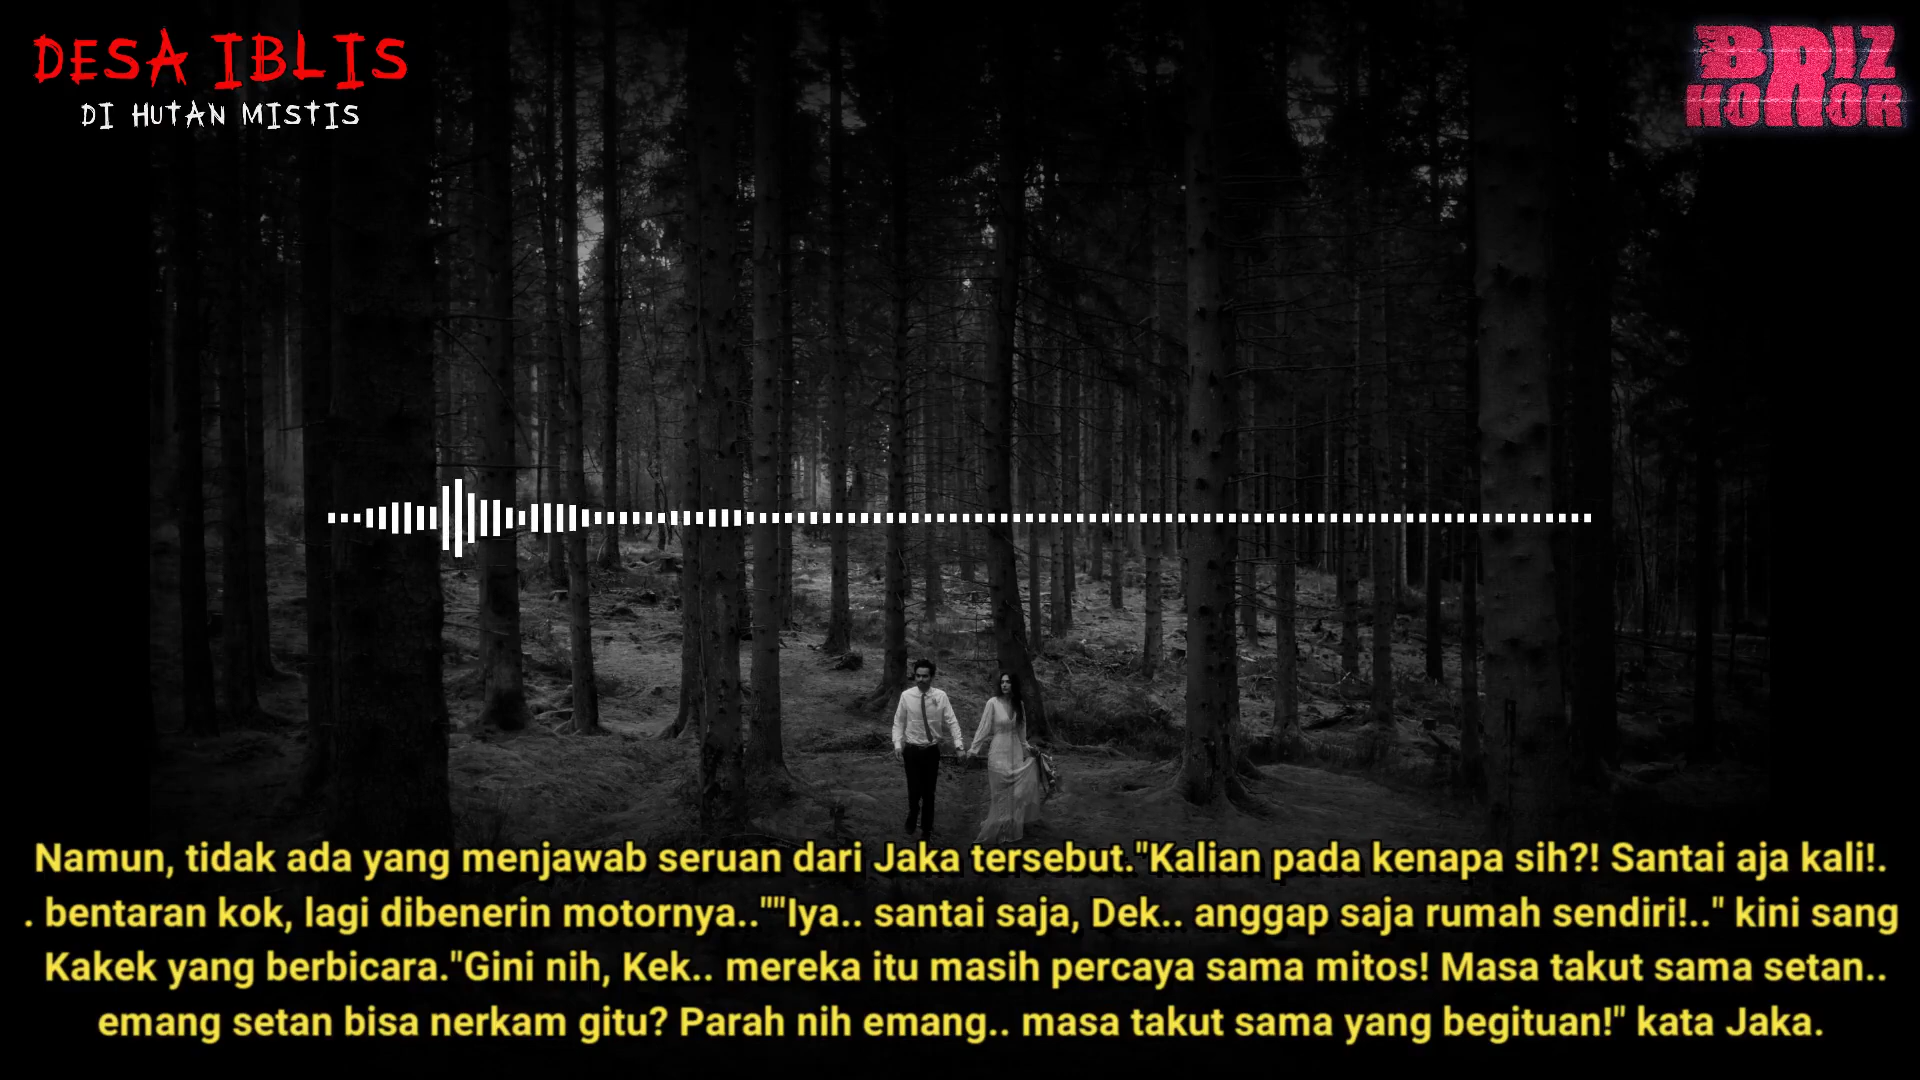 DESA IBLIS
DI HUTAN MISTIS
BRIZ
HORROR
Namun, tidak ada yang menjawab seruan dari Jaka tersebut."Kalian pada kenapa sih?! Santai aja kali!.
. bentaran kok, lagi dibenerin motornya..""Iya.. santai saja, Dek.. anggap saja rumah sendiri!.." kini sang
Kakek yang berbicara."Gini nih, Kek.. mereka itu masih percaya sama mitos! Masa takut sama setan..
emang setan bisa nerkam gitu? Parah nih emang.. masa takut sama yang begituan!" kata Jaka.